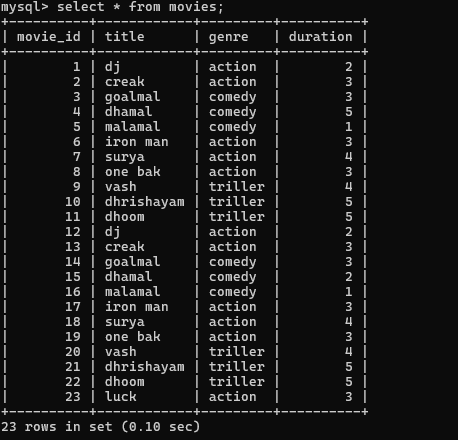 mysql> select * from movies;
+----------+------------+---------+----------+
| movie_id | title      | genre   | duration |
+----------+------------+---------+----------+
|        1 | dj         | action  |        2 |
|        2 | creak      | action  |        3 |
|        3 | goalmal    | comedy  |        3 |
|        4 | dhamal     | comedy  |        5 |
|        5 | malamal    | comedy  |        1 |
|        6 | iron man   | action  |        3 |
|        7 | surya      | action  |        4 |
|        8 | one bak    | action  |        3 |
|        9 | vash       | triller |        4 |
|       10 | dhrishayam | triller |        5 |
|       11 | dhoom      | triller |        5 |
|       12 | dj         | action  |        2 |
|       13 | creak      | action  |        3 |
|       14 | goalmal    | comedy  |        3 |
|       15 | dhamal     | comedy  |        2 |
|       16 | malamal    | comedy  |        1 |
|       17 | iron man   | action  |        3 |
|       18 | surya      | action  |        4 |
|       19 | one bak    | action  |        3 |
|       20 | vash       | triller |        4 |
|       21 | dhrishayam | triller |        5 |
|       22 | dhoom      | triller |        5 |
|       23 | luck       | action  |        3 |
+----------+------------+---------+----------+
23 rows in set (0.10 sec)